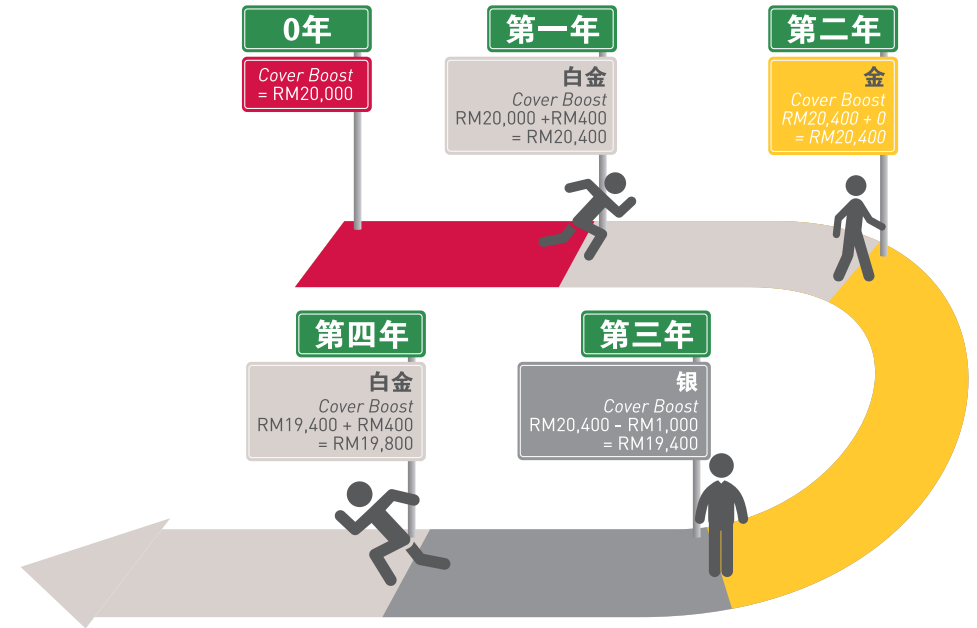 0年
Cover Boost
= RM20,000
第一年
白金
Cover Boost
RM20,000 +RM400
= RM20,400
第二年
金
Cover Boost
RM20,400 + 0
= RM20,400
第四年
白金
Cover Boost
RM19,400 + RM400
= RM19,800
第三年
银
Cover Boost
RM20,400 - RM1,000
= RM19,400